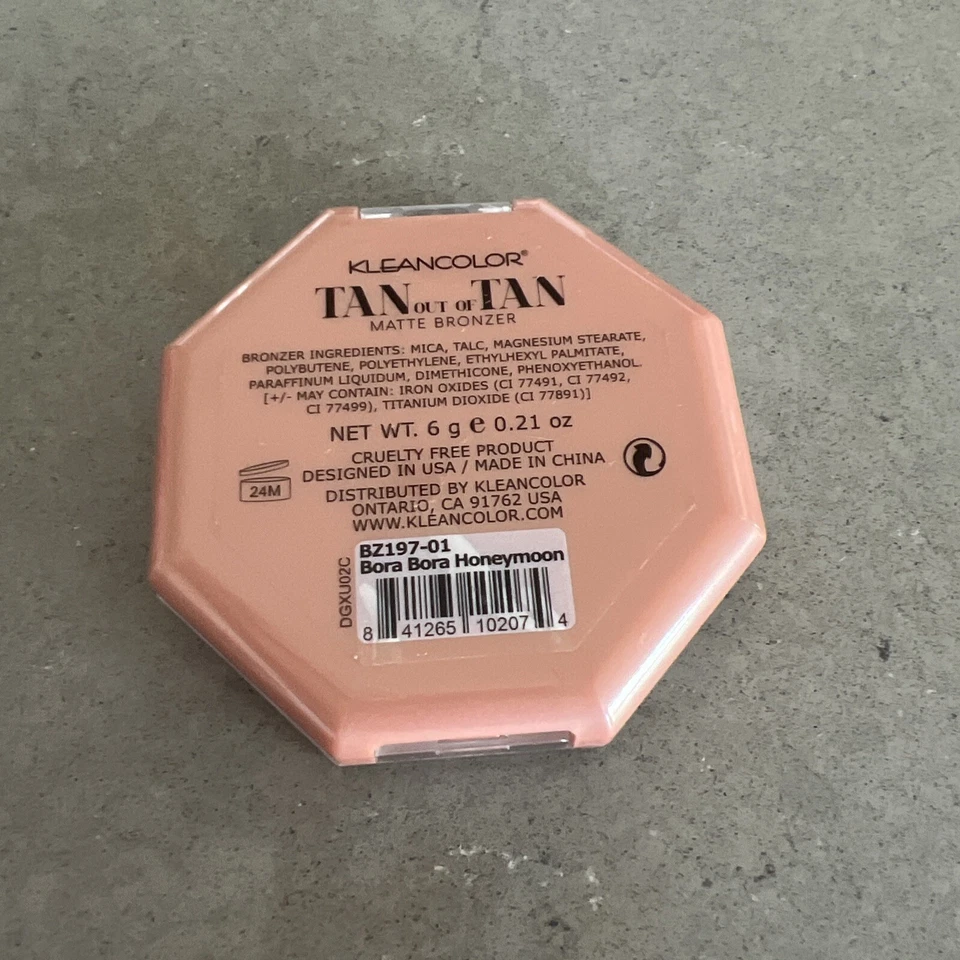 KLEANCOLOR®
TAN OUT OF TAN
MATTE BRONZER
BRONZER INGREDIENTS: MICA, TALC, MAGNESIUM STEARATE,
POLYBUTENE, POLYETHYLENE, ETHYLHEXYL PALMITATE,
PARAFFINUM LIQUIDUM, DIMETHICONE, PHENOXYETHANOL.
[+/- MAY CONTAIN: IRON OXIDES (CI 77491, CI 77492,
CI 77499), TITANIUM DIOXIDE (CI 77891)]
NET WT. 6 g e 0.21 oz
CRUELTY FREE PRODUCT
DESIGNED IN USA / MADE IN CHINA
24M
DISTRIBUTED BY KLEANCOLOR
ONTARIO, CA 91762 USA
WWW.KLEANCOLOR.COM
BZ197-01
Bora Bora Honeymoon
DGXU02C
8 41265 10207 4